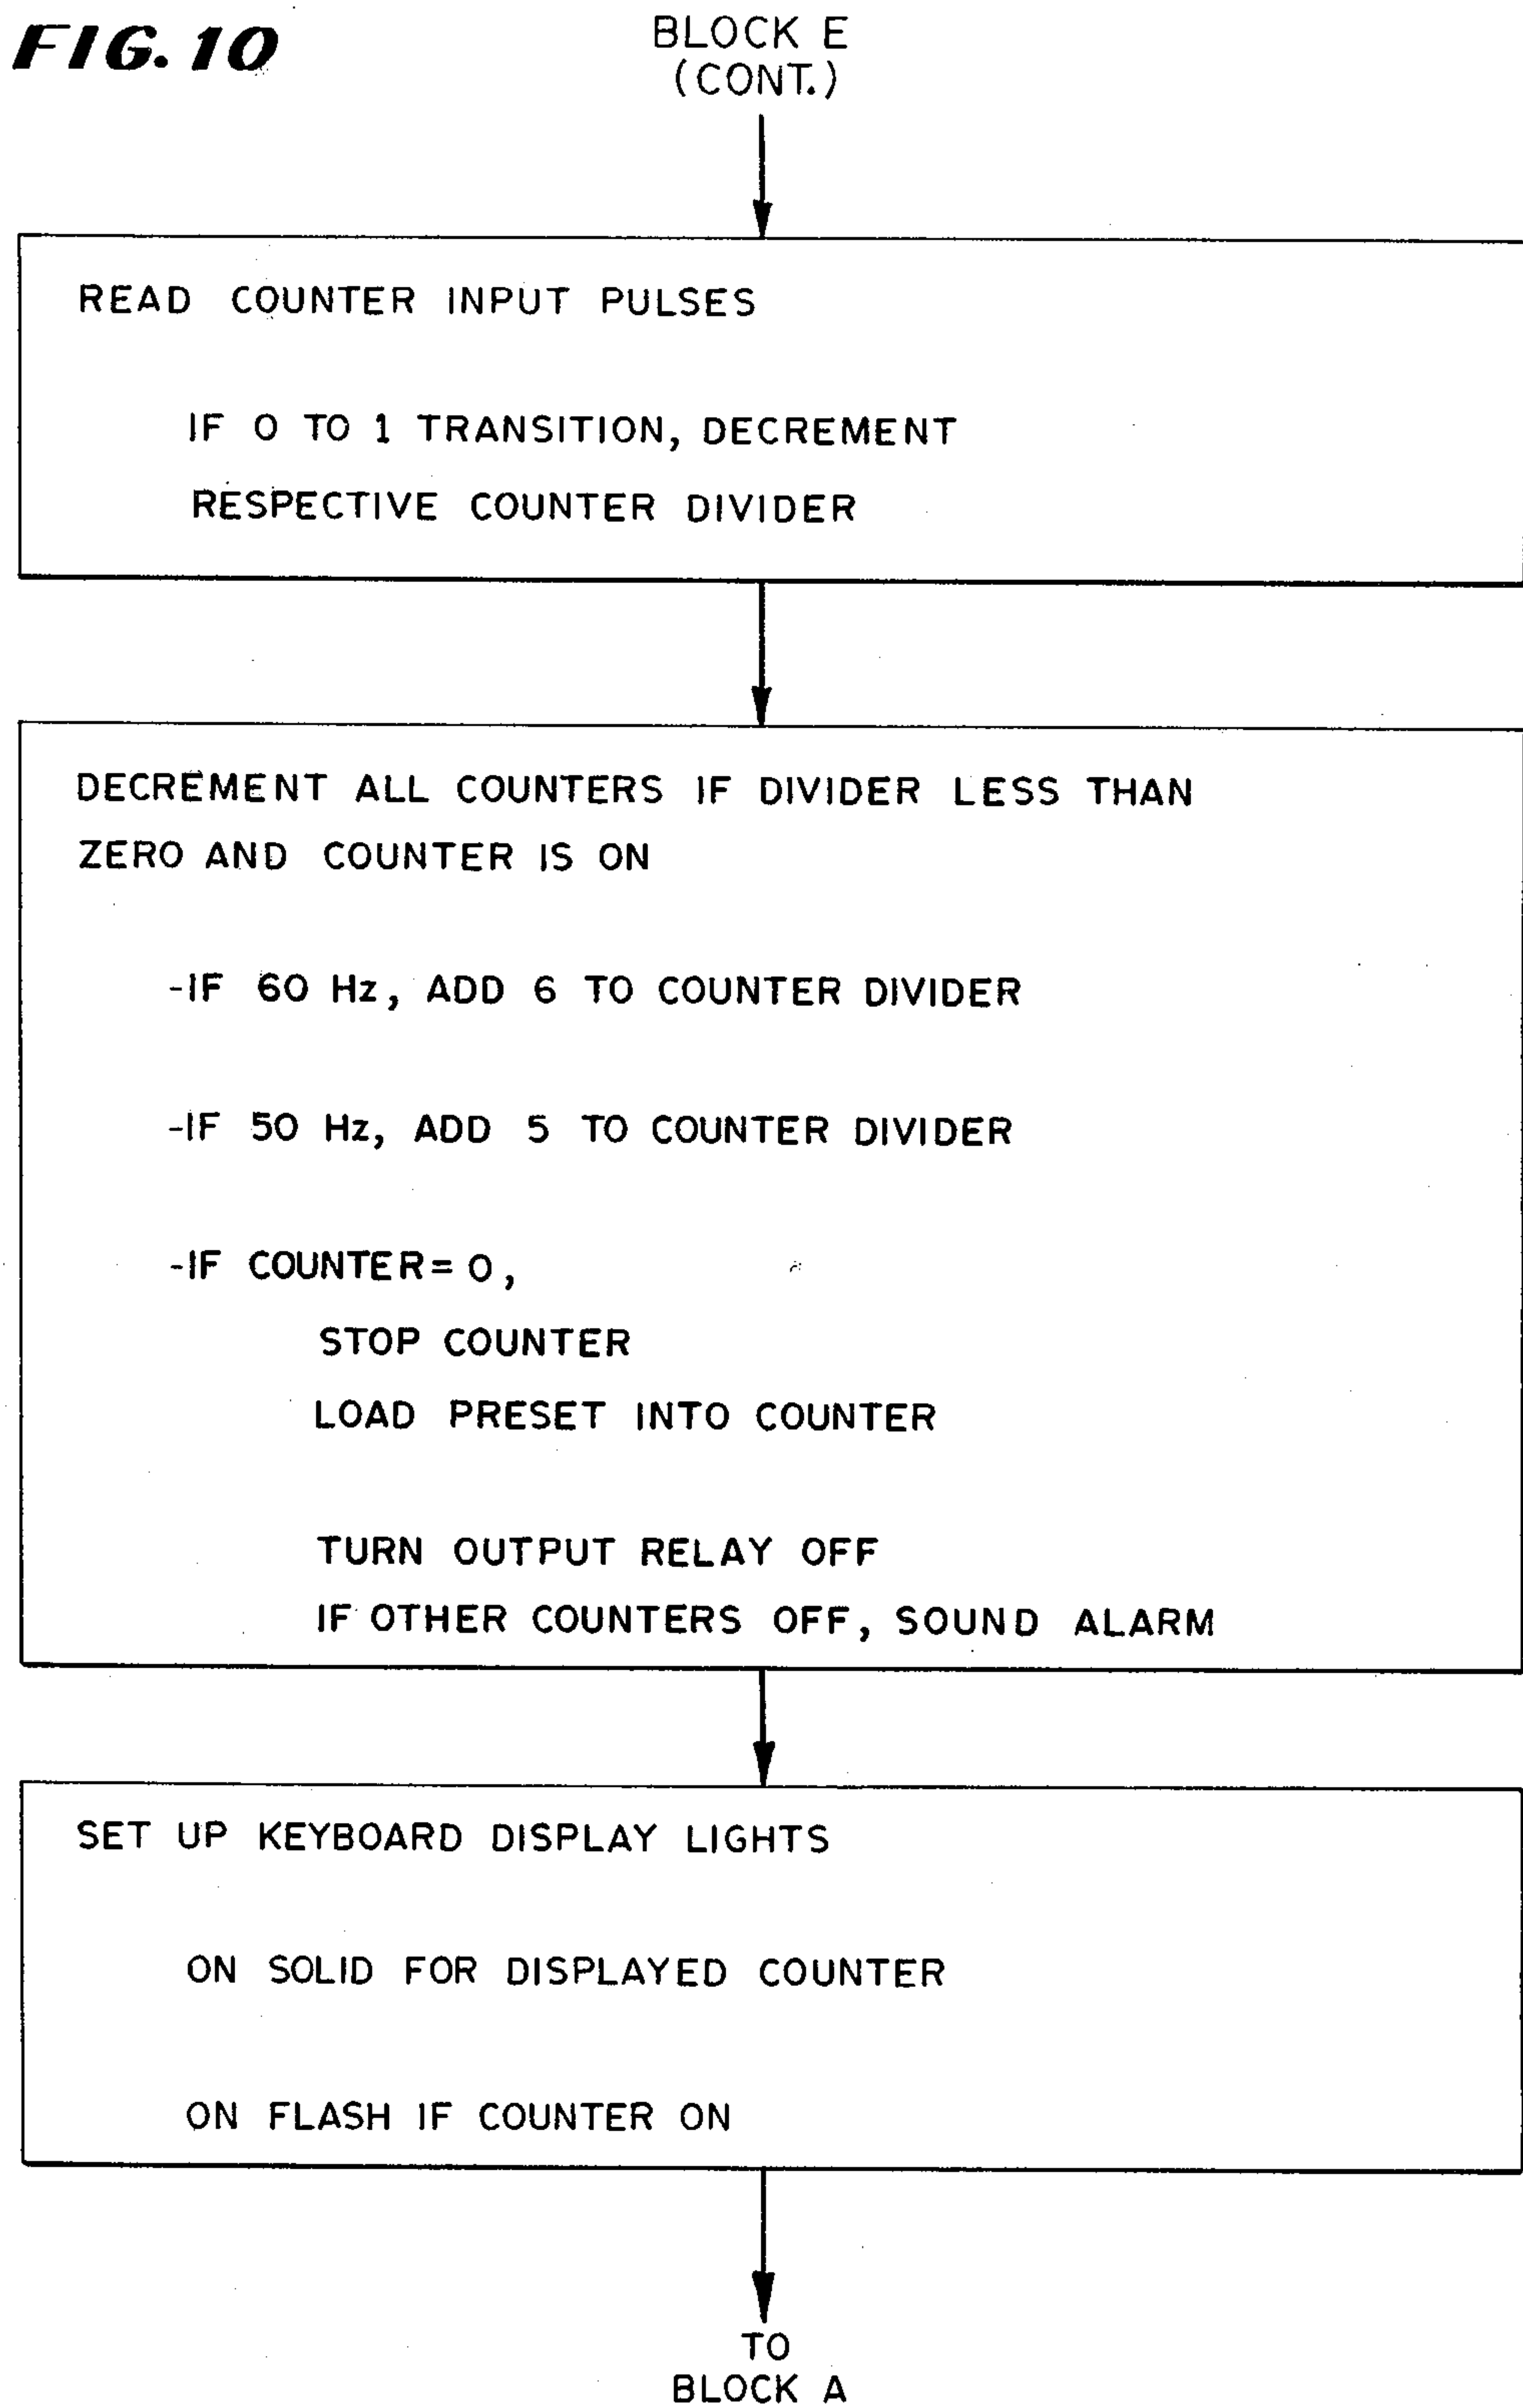 FIG. 10
BLOCK E
(CONT.)
READ COUNTER INPUT PULSES
IF 0 TO 1 TRANSITION, DECREMENT
RESPECTIVE COUNTER DIVIDER
DECREMENT ALL COUNTERS IF DIVIDER LESS THAN
ZERO AND COUNTER IS ON
-IF 60 Hz, ADD 6 TO COUNTER DIVIDER
-IF 50 Hz, ADD 5 TO COUNTER DIVIDER
-IF COUNTER= 0,
STOP COUNTER
LOAD PRESET INTO COUNTER
TURN OUTPUT RELAY OFF
IF OTHER COUNTERS OFF, SOUND ALARM
SET UP KEYBOARD DISPLAY LIGHTS
ON SOLID FOR DISPLAYED COUNTER
ON FLASH IF COUNTER ON
TO
BLOCK A